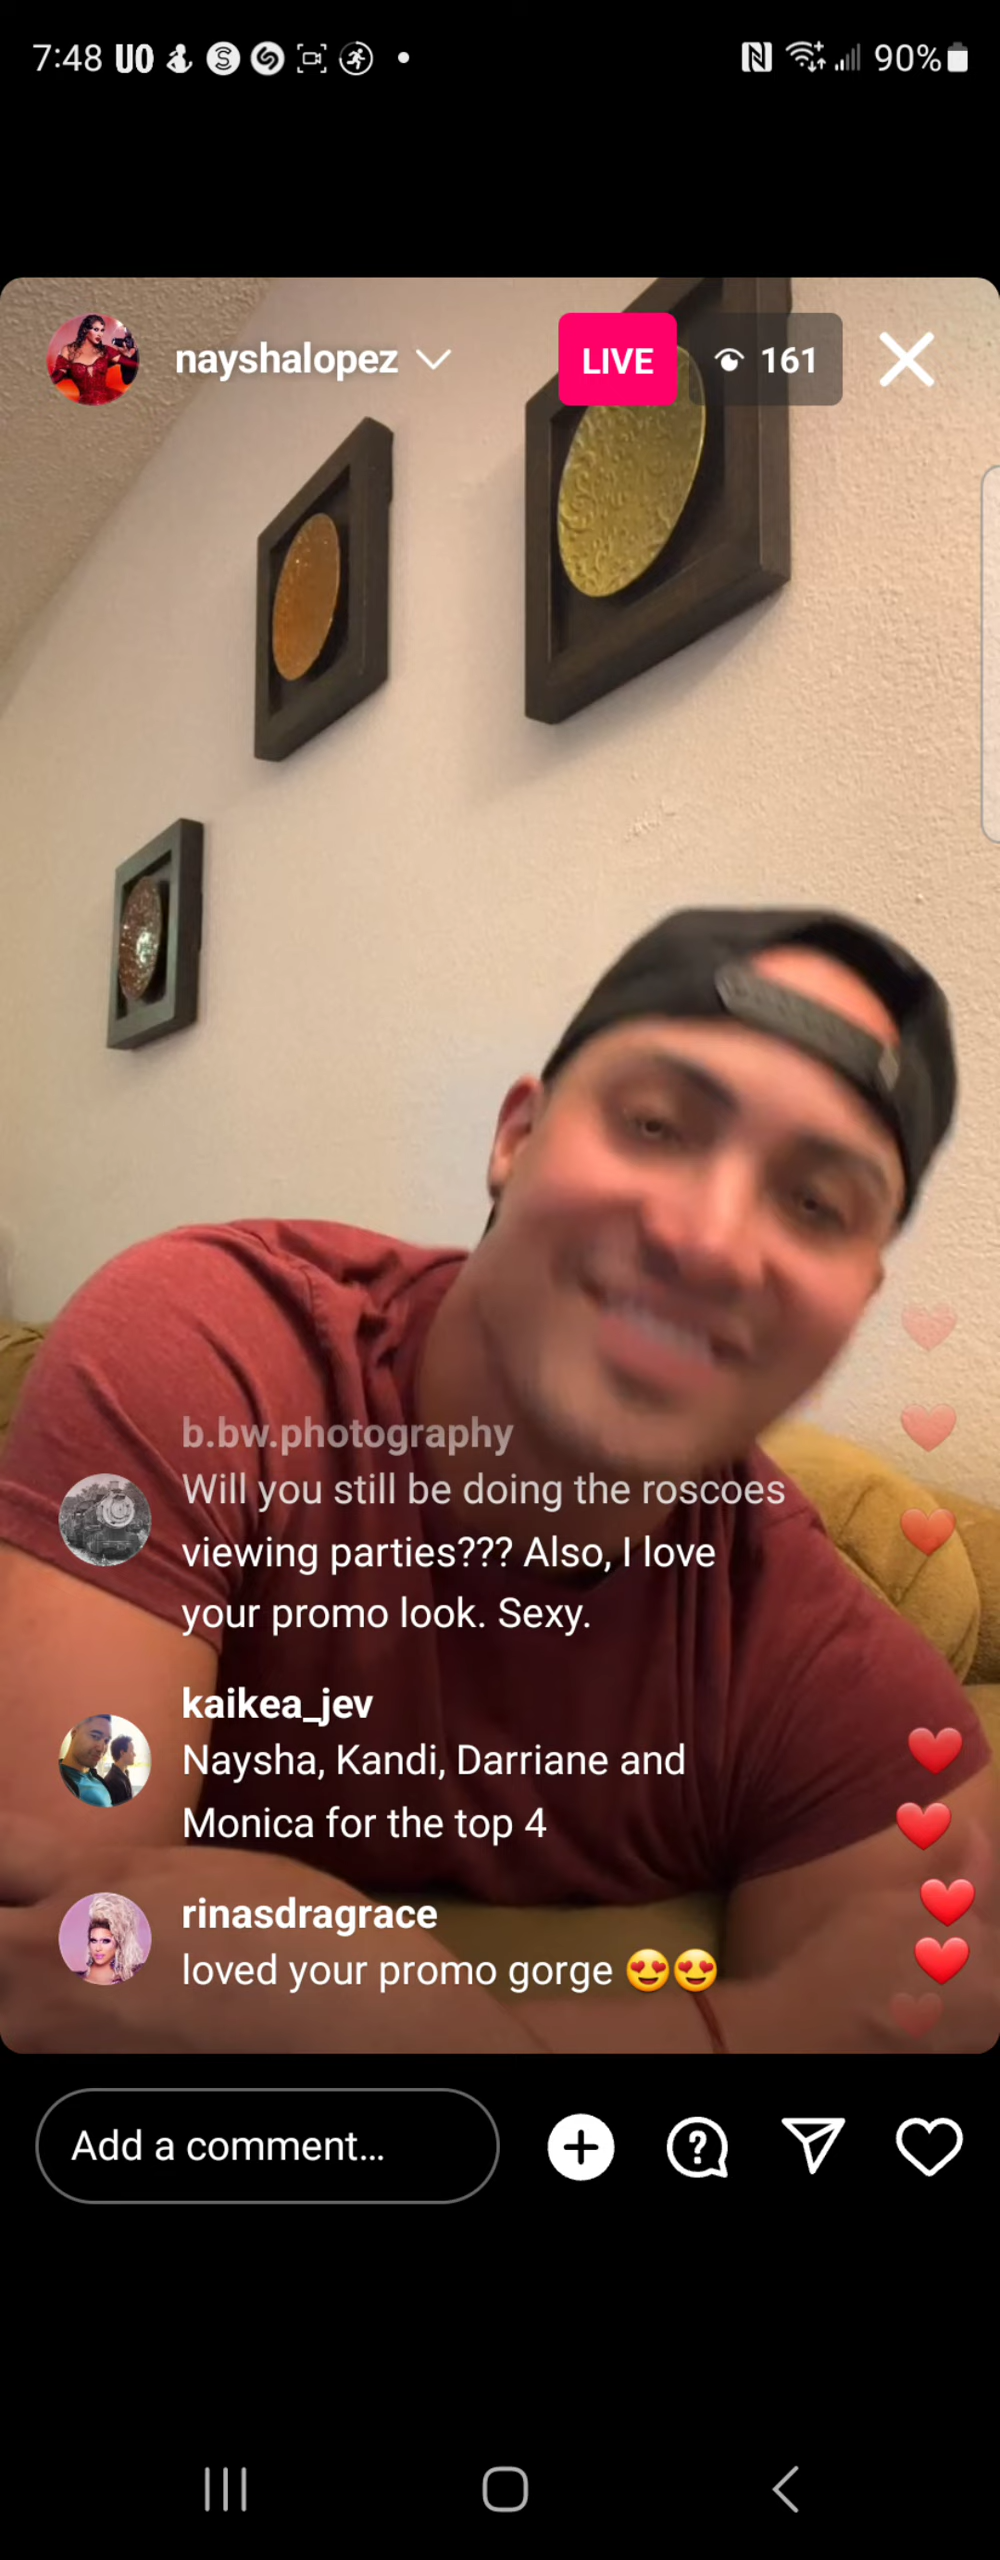 7:48 UO
90%
nayshalopez
LIVE
161
b.bw.photography
Will you still be doing the roscoes
viewing parties??? Also, I love
your promo look. Sexy.
kaikea_jev
Naysha, Kandi, Darriane and
Monica for the top 4
rinasdragrace
loved your promo gorge 😍😍
Add a comment...